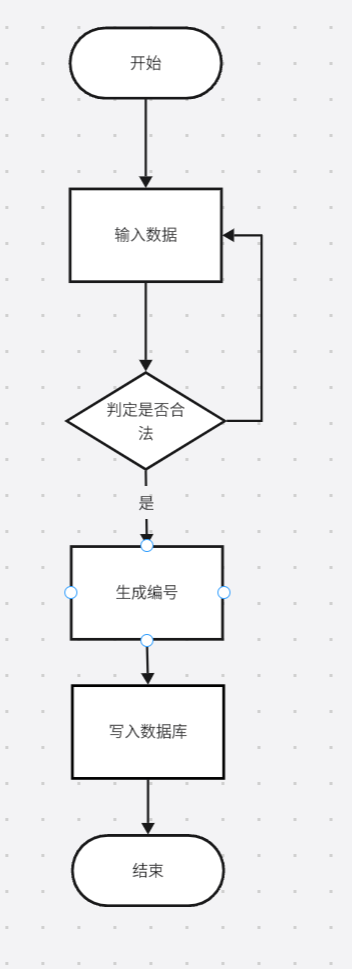 开始
输入数据
判定是否合
法
是
生成编号
写入数据库
结束